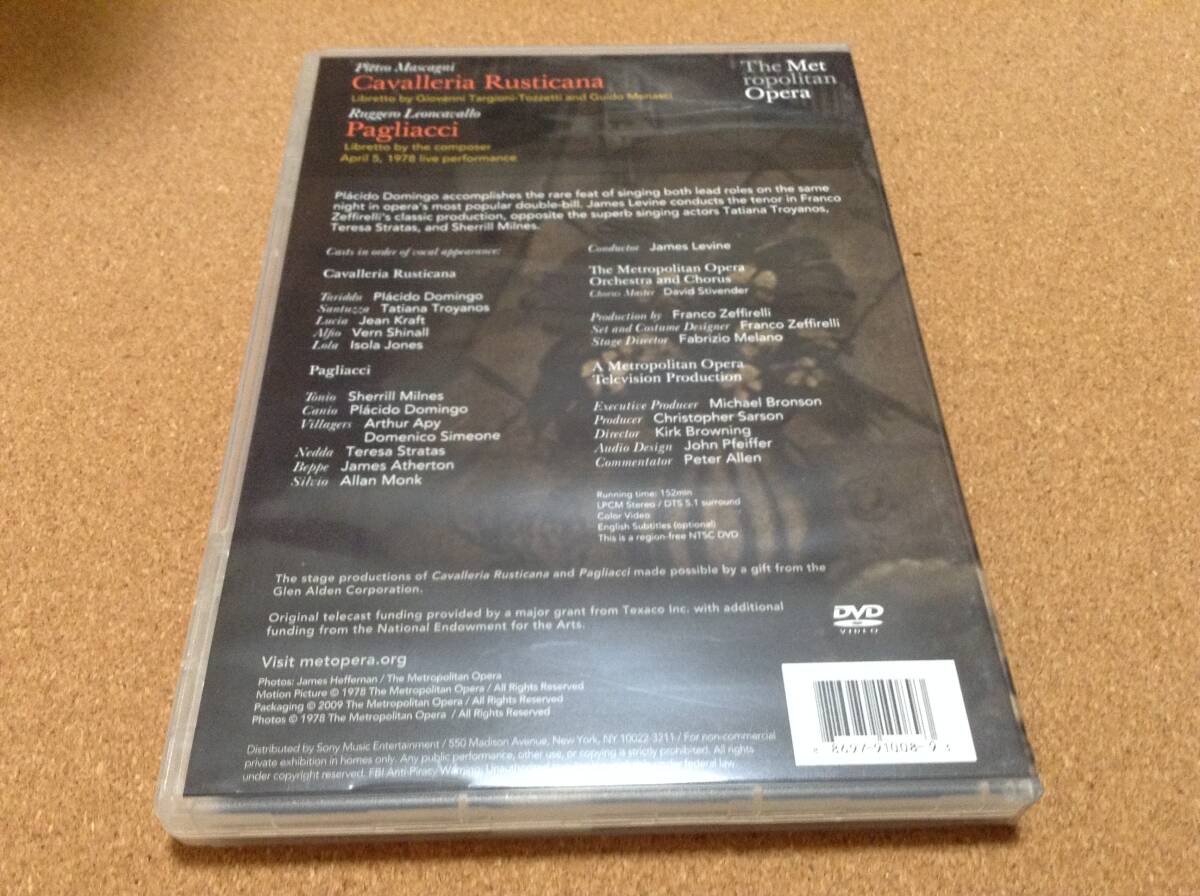 Pietro Mascagni
Cavalleria Rusticana
Libretto by Giovanni Targioni-Tozzetti and Guido Menasci
Ruggero Leoncavallo
Pagliacci
Libretto by the composer
April 5, 1978 live performance
The Met
ropolitan
Opera
Plácido Domingo accomplishes the rare feat of singing both lead roles on the same
night in opera's most popular double-bill. James Levine conducts the tenor in Franco
Zeffirelli's classic production, opposite the superb singing actors Tatiana Troyanos,
Teresa Stratas, and Sherrill Milnes.
Casts in order of vocal appearance:
Cavalleria Rusticana
Turiddu Plácido Domingo
Santuzza Tatiana Troyanos
Lucia Jean Kraft
Alfio Vern Shinall
Lola Isola Jones
Pagliacci
Tonio Sherrill Milnes
Canio Plácido Domingo
Villagers Arthur Apy
Domenico Simeone
Nedda Teresa Stratas
Beppe James Atherton
Silvio Allan Monk
Conductor James Levine
The Metropolitan Opera
Orchestra and Chorus
Chorus Master David Stivender
Production by Franco Zeffirelli
Set and Costume Designer Franco Zeffirelli
Stage Director Fabrizio Melano
A Metropolitan Opera
Television Production
Executive Producer Michael Bronson
Producer Christopher Sarson
Director Kirk Browning
Audio Design John Pfeiffer
Commentator Peter Allen
Running time: 152min
LPCM Stereo / DTS 5.1 surround
Color Video
English Subtitles (optional)
This is a region-free NTSC DVD
The stage productions of Cavalleria Rusticana and Pagliacci made possible by a gift from the
Glen Alden Corporation.
Original telecast funding provided by a major grant from Texaco Inc. with additional
funding from the National Endowment for the Arts.
DVD
VIDEO
Visit metopera.org
Photos: James Heffernan / The Metropolitan Opera
Motion Picture © 1978 The Metropolitan Opera / All Rights Reserved
Packaging © 2009 The Metropolitan Opera / All Rights Reserved
Photos © 1978 The Metropolitan Opera / All Rights Reserved
Distributed by Sony Music Entertainment / 550 Madison Avenue, New York, NY 10022-3211 / For non-commercial
private exhibition in homes only. Any public performance, other use, or copying is strictly prohibited. All rights
under copyright reserved. FBI Anti-Piracy Warning: under federal law.
8 8697-91008-9 3